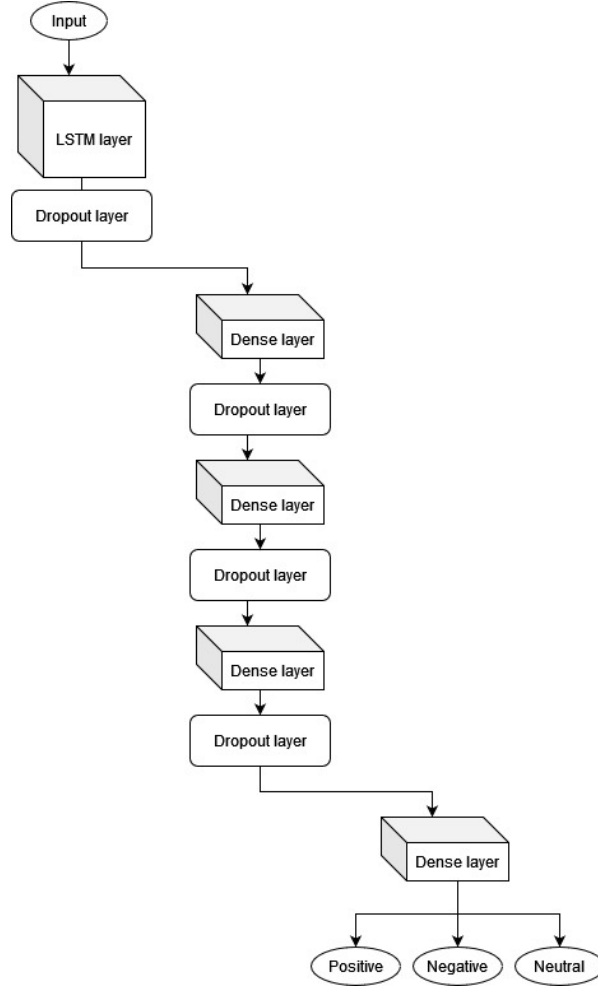 Input
LSTM layer
Dropout layer
Dense layer
Dropout layer
Dense layer
Dropout layer
Dense layer
Dropout layer
Dense layer
Positive
Negative
Neutral